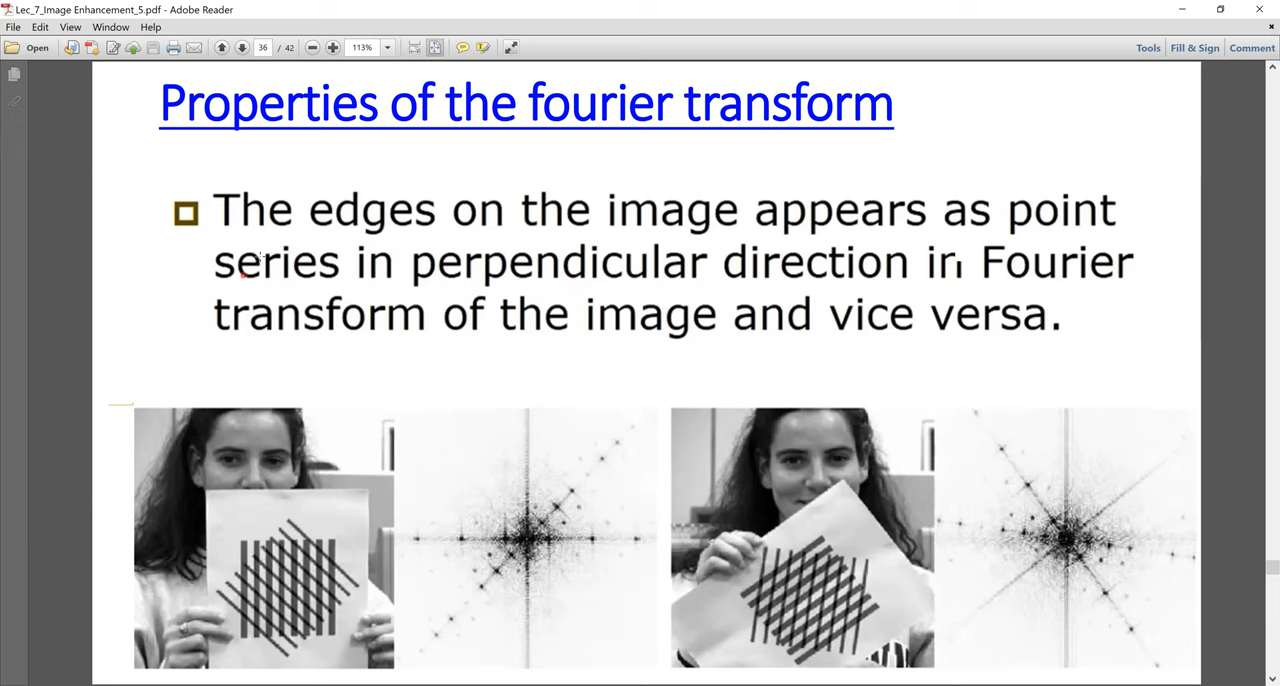 Lec_7_Image Enhancement_5.pdf - Adobe Reader
File Edit View Window Help
Open 36 / 42 113% Tools Fill & Sign Comment
Properties of the fourier transform
The edges on the image appears as point
series in perpendicular direction in Fourier
transform of the image and vice versa.